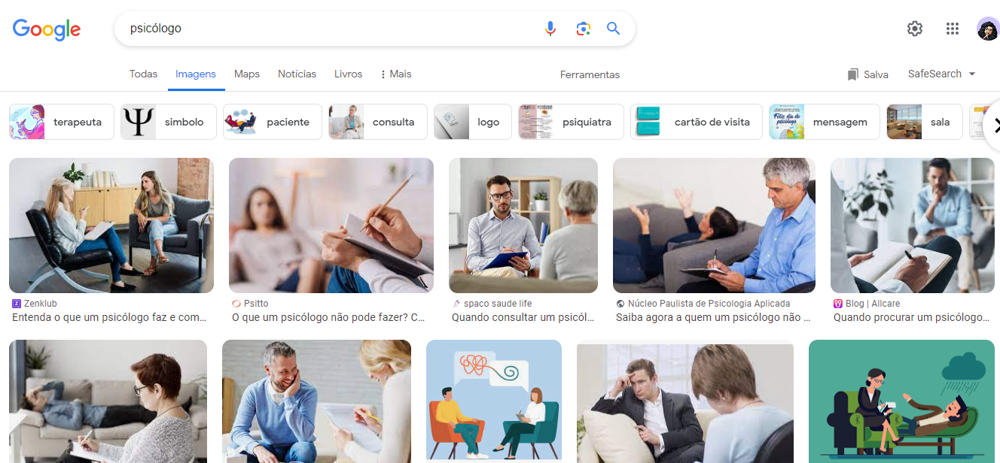 Google
psicólogo
Todas
Imagens
Maps
Notícias
Livros
Mais
Ferramentas
Salva
SafeSearch
terapeuta
simbolo
paciente
consulta
logo
psiquiatra
cartão de visita
mensagem
sala
Zenklub
Entenda o que um psicólogo faz e com...
Psitto
O que um psicólogo não pode fazer? C...
spaco saude life
Quando consultar um psicól...
Núcleo Paulista de Psicologia Aplicada
Saiba agora a quem um psicólogo não ...
Blog | Allcare
Quando procurar um psicólogo...